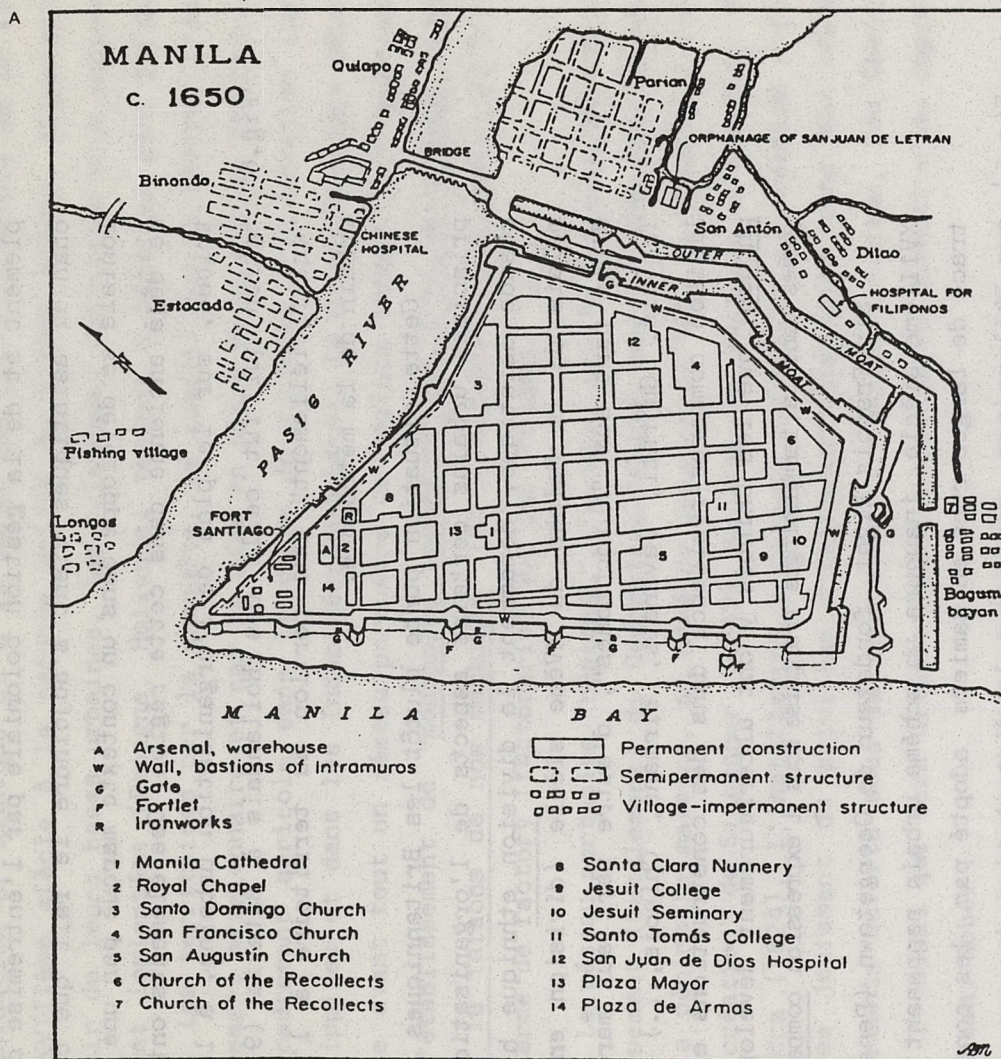 A
MANILA
C. 1650
Quiapo
Parian
ORPHANAGE OF SAN JUAN DE LETRAN
BRIDGE
Binondo
CHINESE
HOSPITAL
San Antón
Dilao
OUTER
INNER
MOAT
MOAT
HOSPITAL FOR
FILIPONOS
Estacada
N
PASIG RIVER
Fishing village
Longos
FORT
SANTIAGO
Bagum
bayan
G
W
12
3
4
W
6
W
8
R
A
2
13
1
11
5
9
10
W
14
W
G
R
G
F
F
R
G
F
F
MANILA BAY
A Arsenal, warehouse
W Wall, bastions of Intramuros
G Gate
F Fortlet
R Ironworks
Permanent construction
Semipermanent structure
Village-impermanent structure
1 Manila Cathedral
2 Royal Chapel
3 Santo Domingo Church
4 San Francisco Church
5 San Augustín Church
6 Church of the Recollects
7 Church of the Recollects
8 Santa Clara Nunnery
9 Jesuit College
10 Jesuit Seminary
11 Santo Tomás College
12 San Juan de Dios Hospital
13 Plaza Mayor
14 Plaza de Armas